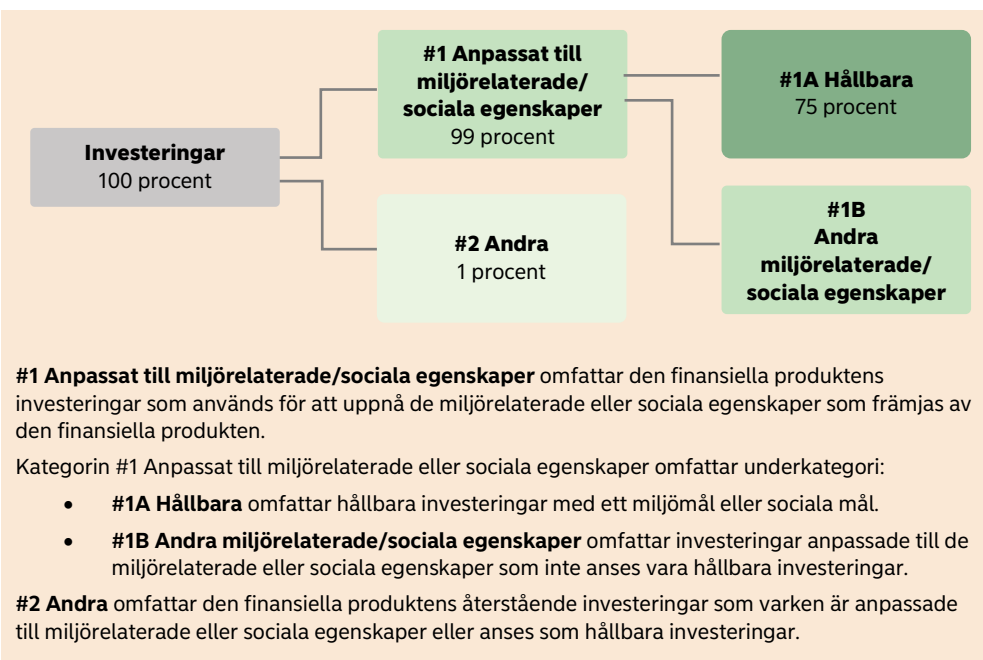 #1 Anpassat till
miljörelaterade/
sociala egenskaper
99 procent
#1A Hållbara
75 procent
Investeringar
100 procent
#2 Andra
1 procent
#1B
Andra
miljörelaterade/
sociala egenskaper
#1 Anpassat till miljörelaterade/sociala egenskaper omfattar den finansiella produktens
investeringar som används för att uppnå de miljörelaterade eller sociala egenskaper som främjas av
den finansiella produkten.
Kategorin #1 Anpassat till miljörelaterade eller sociala egenskaper omfattar underkategori:
• #1A Hållbara omfattar hållbara investeringar med ett miljömål eller sociala mål.
• #1B Andra miljörelaterade/sociala egenskaper omfattar investeringar anpassade till de
miljörelaterade eller sociala egenskaper som inte anses vara hållbara investeringar.
#2 Andra omfattar den finansiella produktens återstående investeringar som varken är anpassade
till miljörelaterade eller sociala egenskaper eller anses som hållbara investeringar.